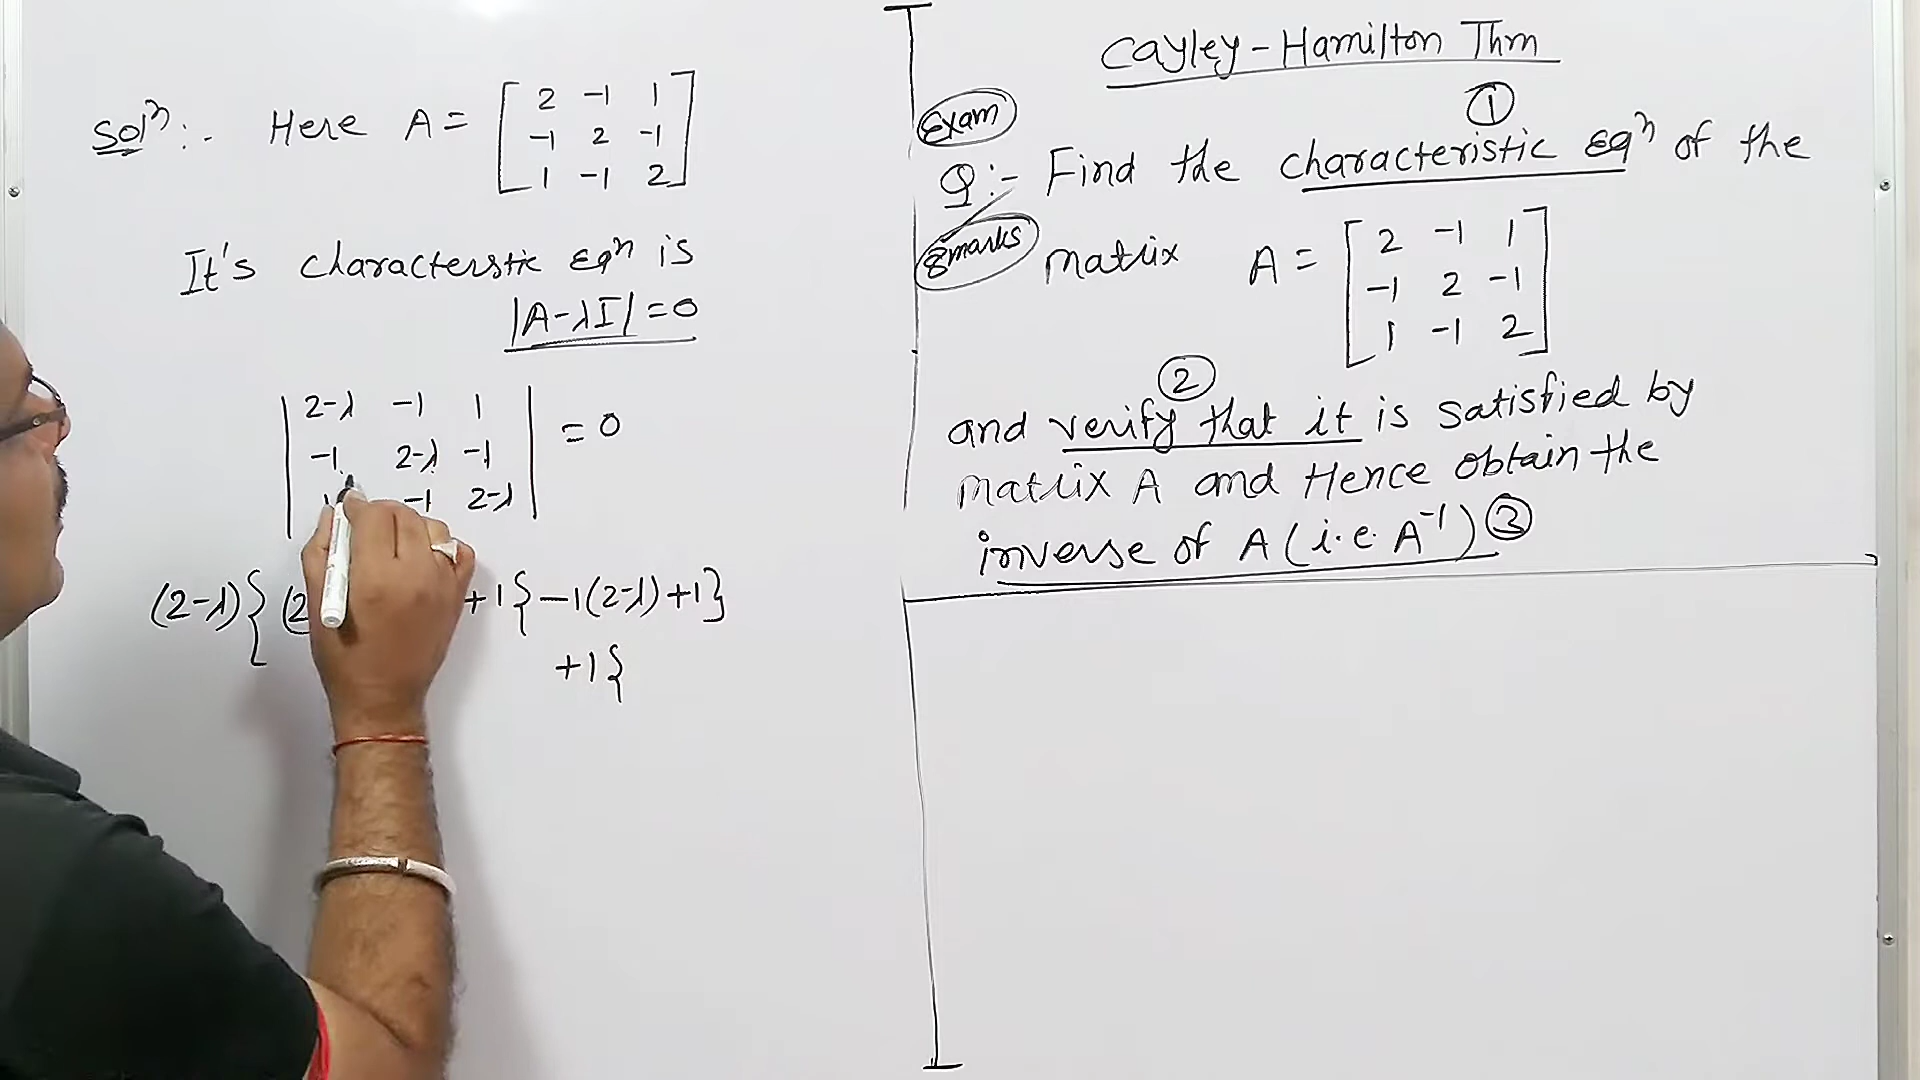 Solⁿ:- Here A = [2 -1 1
-1 2 -1
1 -1 2]
It's characterstic Eqⁿ is
|A-λI| = 0
|2-λ -1 1
-1 2-λ -1
-1 2-λ| = 0
(2-λ){(2 +1{-1(2-λ)+1}
+1{
Cayley-Hamilton Thm
Exam
①
Q:- Find the characteristic Eqⁿ of the
8marks
matrix A = [2 -1 1
-1 2 -1
1 -1 2]
②
and verify that it is satisfied by
matrix A and Hence obtain the
inverse of A (i.e. A⁻¹) ③